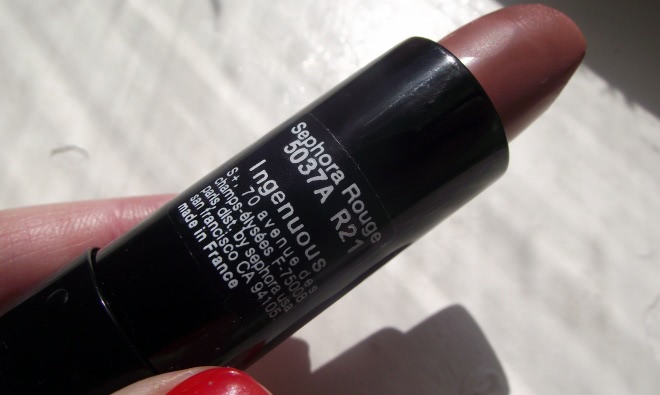 Sephora Rouge
5037A R21
Ingenuous
S+, 70 avenue des
champs-élysées F-75008
paris, dist. by sephora usa
san francisco CA 94105.
made in France